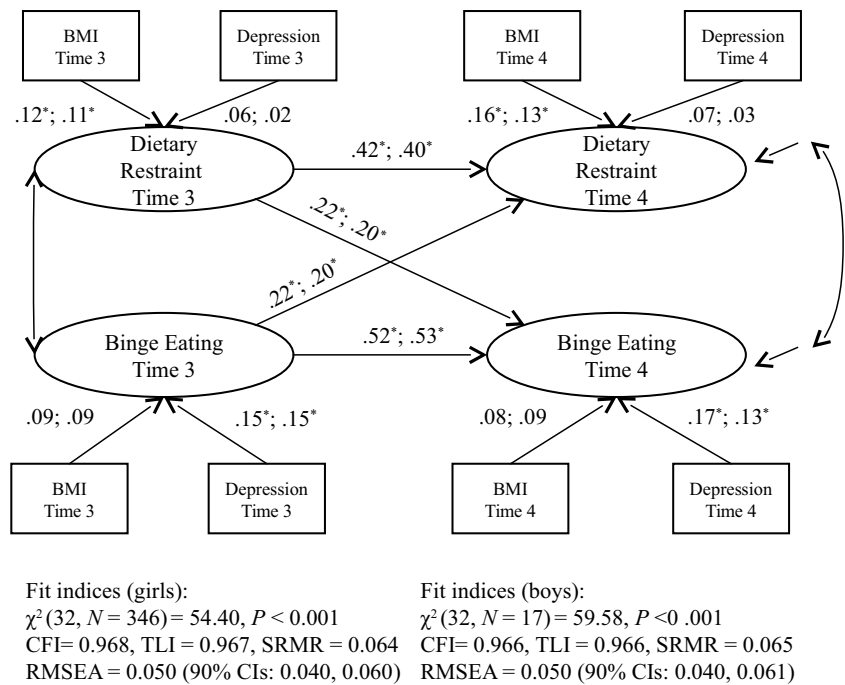 BMI
Time 3
Depression
Time 3
BMI
Time 4
Depression
Time 4
.12*; .11*
.06; .02
.16*; .13*
.07; .03
Dietary
Restraint
Time 3
.42*; .40*
Dietary
Restraint
Time 4
.22*; .20*
.22*; .20*
Binge Eating
Time 3
.52*; .53*
Binge Eating
Time 4
.09; .09
.15*; .15*
.08; .09
.17*; .13*
BMI
Time 3
Depression
Time 3
BMI
Time 4
Depression
Time 4
Fit indices (girls):
χ² (32, N = 346) = 54.40, P < 0.001
CFI= 0.968, TLI = 0.967, SRMR = 0.064
RMSEA = 0.050 (90% CIs: 0.040, 0.060)
Fit indices (boys):
χ² (32, N = 17) = 59.58, P <0 .001
CFI= 0.966, TLI = 0.966, SRMR = 0.065
RMSEA = 0.050 (90% CIs: 0.040, 0.061)